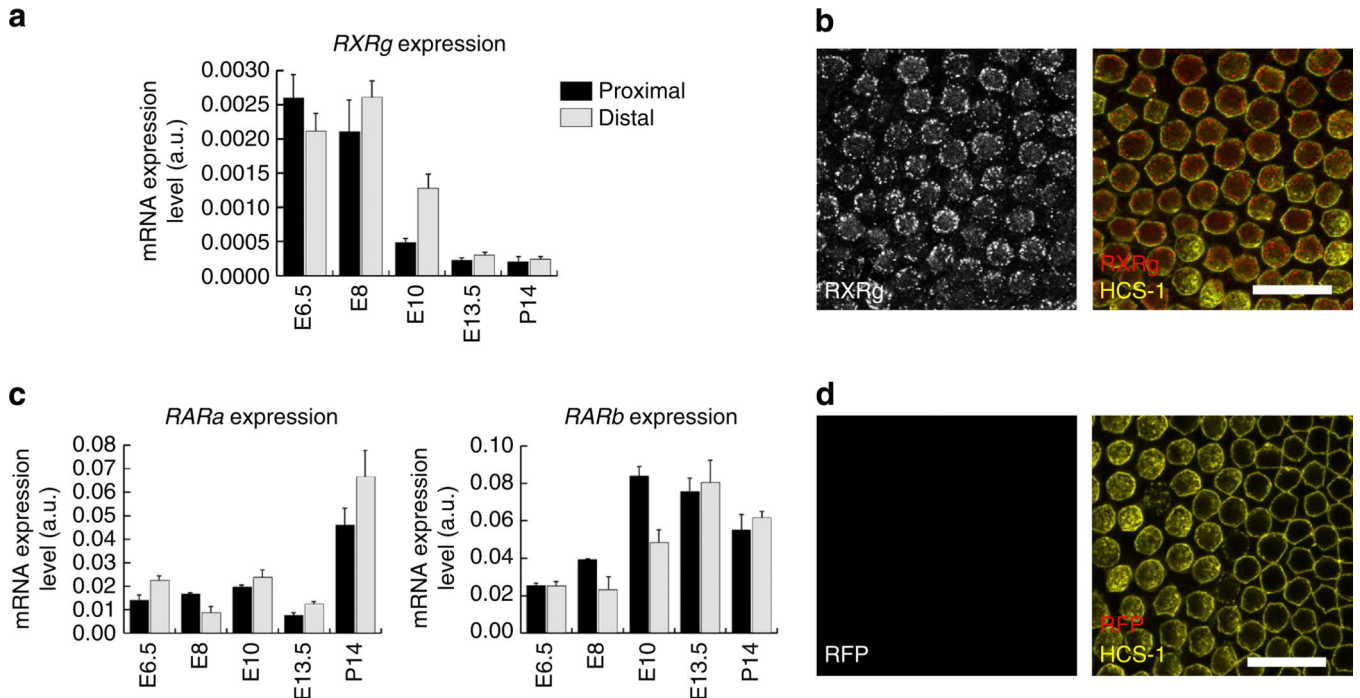 a
RXRg expression
mRNA expression
level (a.u.)
0.0030
0.0025
0.0020
0.0015
0.0010
0.0005
0.0000
E6.5
E8
E10
E13.5
P14
Proximal
Distal
b
RXRg
RXRg
HCS-1
c
RARa expression
mRNA expression
level (a.u.)
0.08
0.07
0.06
0.05
0.04
0.03
0.02
0.01
0.00
E6.5
E8
E10
E13.5
P14
RARb expression
mRNA expression
level (a.u.)
0.10
0.08
0.06
0.04
0.02
0.00
E6.5
E8
E10
E13.5
P14
d
RFP
RFP
HCS-1